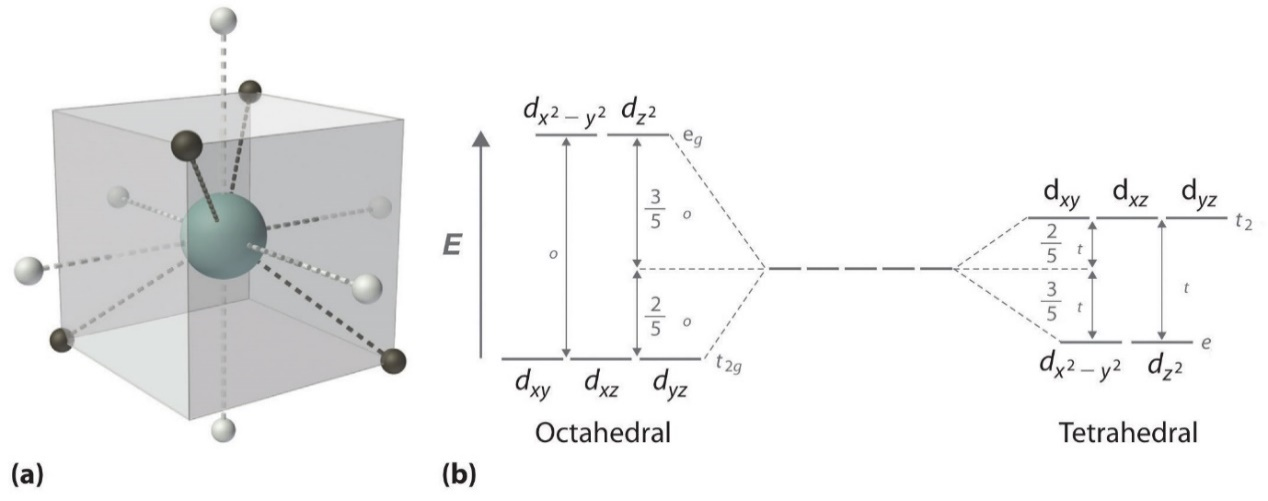 d_{x² – y²} d_{z²}
e_g
3/5 o
o
E
2/5 o
t_{2g}
d_{xy} d_{xz} d_{yz}
Octahedral
d_{xy} d_{xz} d_{yz}
t_2
2/5 t
3/5 t
t
e
d_{x² – y²} d_{z²}
Tetrahedral
(a)
(b)